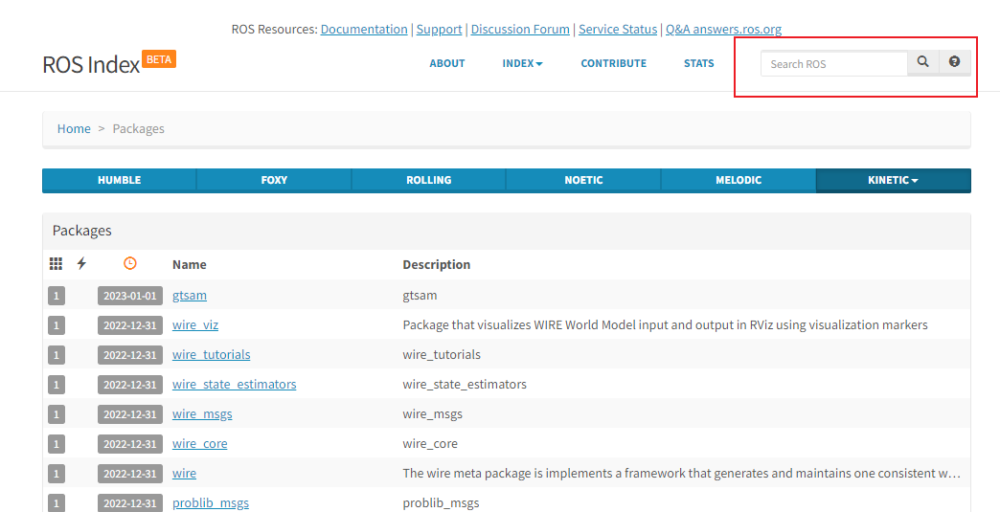 ROS Resources: Documentation | Support | Discussion Forum | Service Status | Q&A answers.ros.org
ROS Index BETA ABOUT INDEX CONTRIBUTE STATS Search ROS
Home > Packages
HUMBLE FOXY ROLLING NOETIC MELODIC KINETIC
Packages
Name Description
1 2023-01-01 gtsam gtsam
1 2022-12-31 wire_viz Package that visualizes WIRE World Model input and output in RViz using visualization markers
1 2022-12-31 wire_tutorials wire_tutorials
1 2022-12-31 wire_state_estimators wire_state_estimators
1 2022-12-31 wire_msgs wire_msgs
1 2022-12-31 wire_core wire_core
1 2022-12-31 wire The wire meta package is implements a framework that generates and maintains one consistent w…
1 2022-12-31 problib_msgs problib_msgs